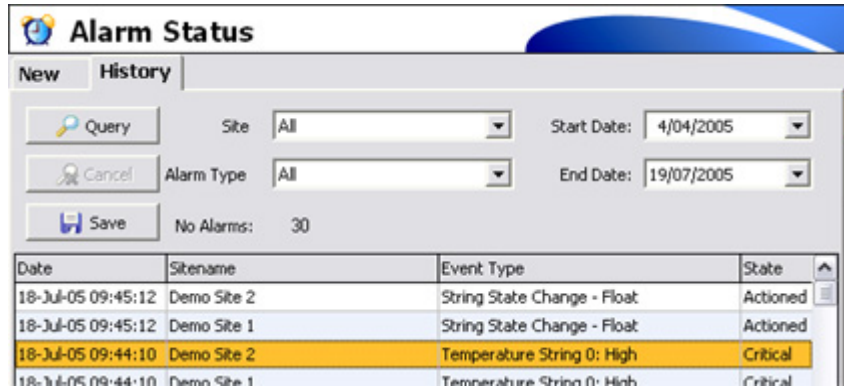 Alarm Status
New History
Query Site All Start Date: 4/04/2005
Cancel Alarm Type All End Date: 19/07/2005
Save No Alarms: 30
Date Sitename Event Type State
18-Jul-05 09:45:12 Demo Site 2 String State Change - Float Actioned
18-Jul-05 09:45:12 Demo Site 1 String State Change - Float Actioned
18-Jul-05 09:44:10 Demo Site 2 Temperature String 0: High Critical
18-Jul-05 09:44:10 Demo Site 1 Temperature String 0: High Critical